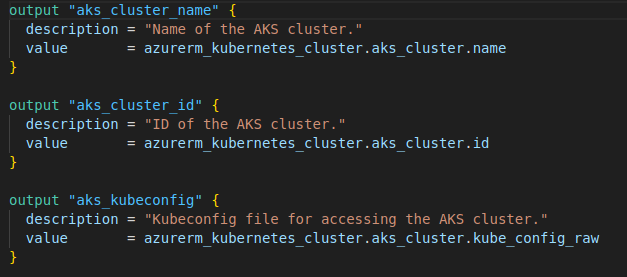 output "aks_cluster_name" {
  description = "Name of the AKS cluster."
  value       = azurerm_kubernetes_cluster.aks_cluster.name
}

output "aks_cluster_id" {
  description = "ID of the AKS cluster."
  value       = azurerm_kubernetes_cluster.aks_cluster.id
}

output "aks_kubeconfig" {
  description = "Kubeconfig file for accessing the AKS cluster."
  value       = azurerm_kubernetes_cluster.aks_cluster.kube_config_raw
}